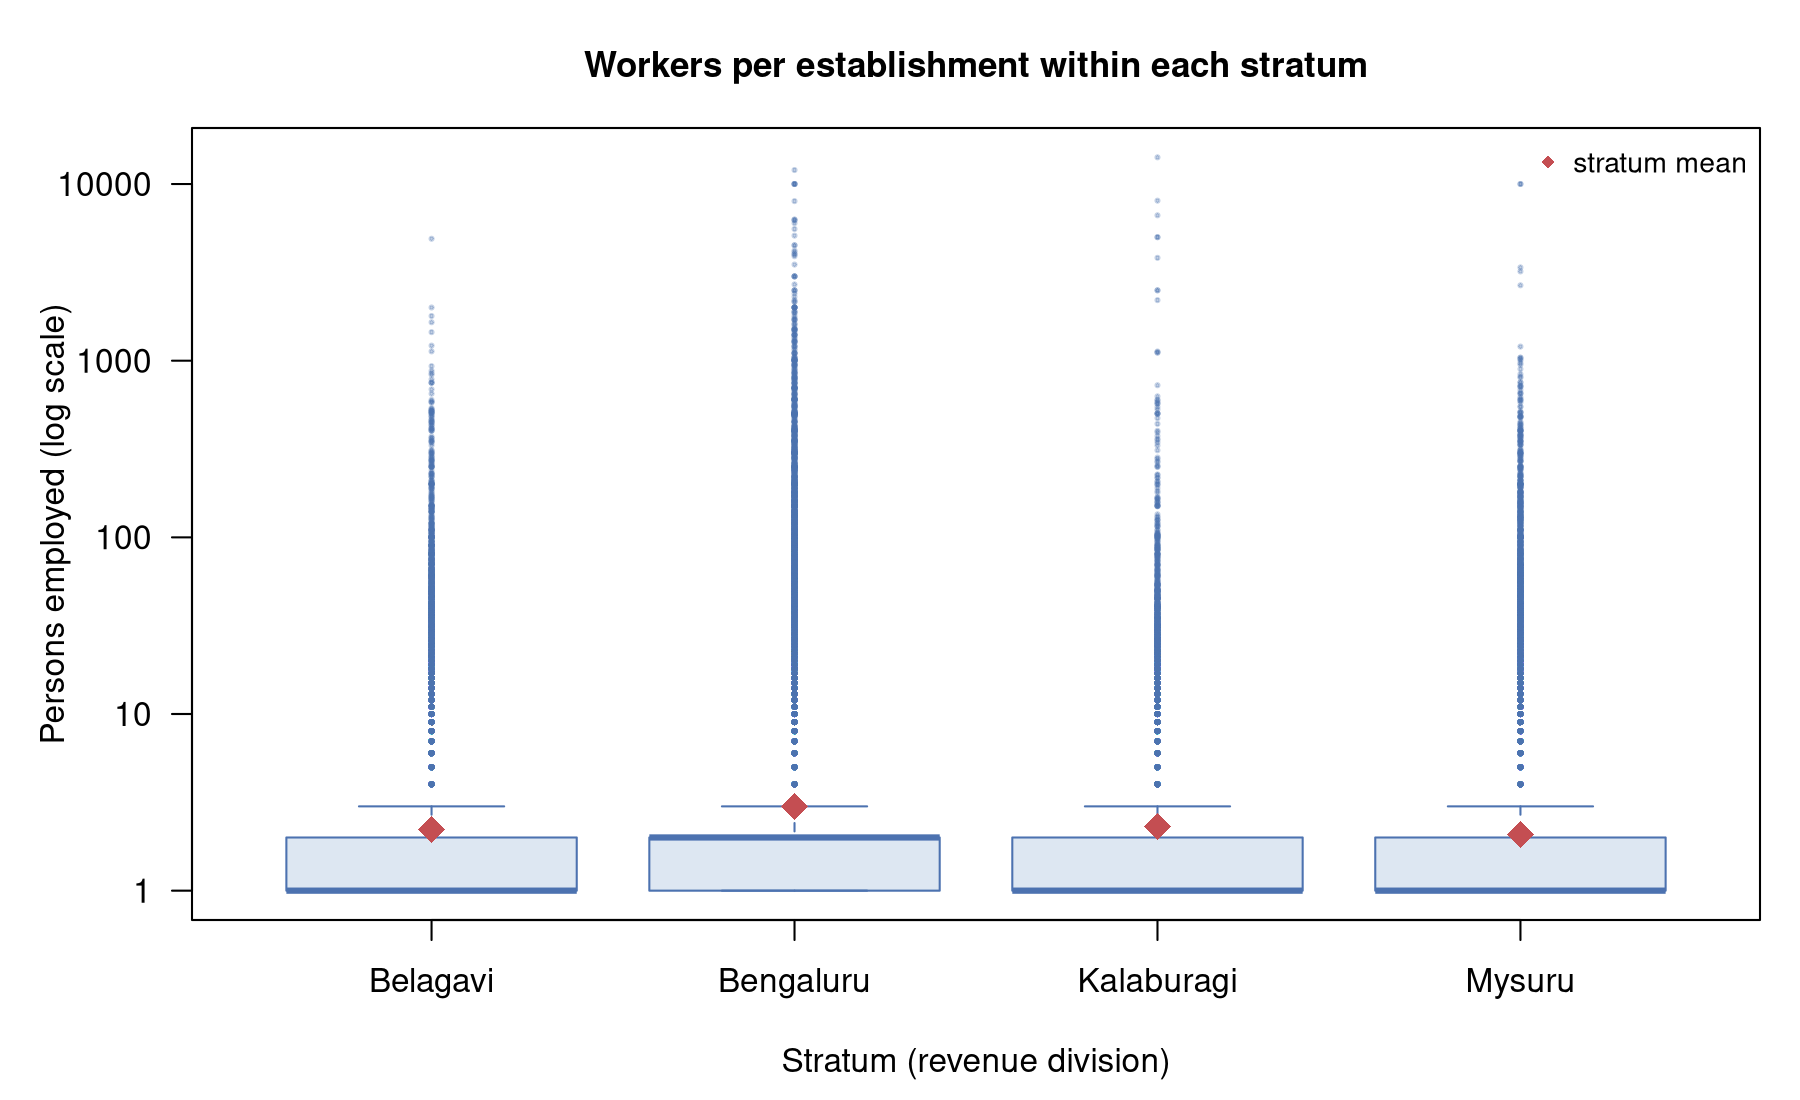 Workers per establishment within each stratum
stratum mean
Persons employed (log scale)
10000
1000
100
10
1
Belagavi
Bengaluru
Kalaburagi
Mysuru
Stratum (revenue division)